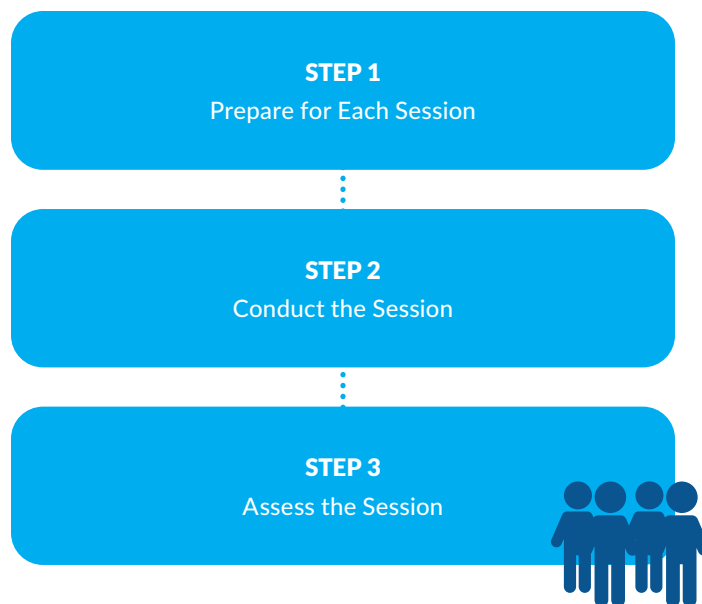 STEP 1
Prepare for Each Session
STEP 2
Conduct the Session
STEP 3
Assess the Session